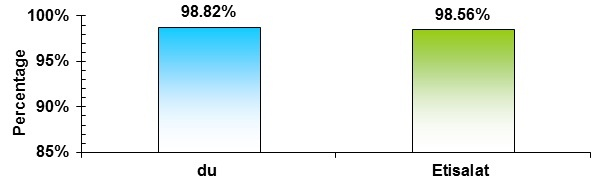 98.82%
98.56%
100%
95%
90%
85%
Percentage
du
Etisalat